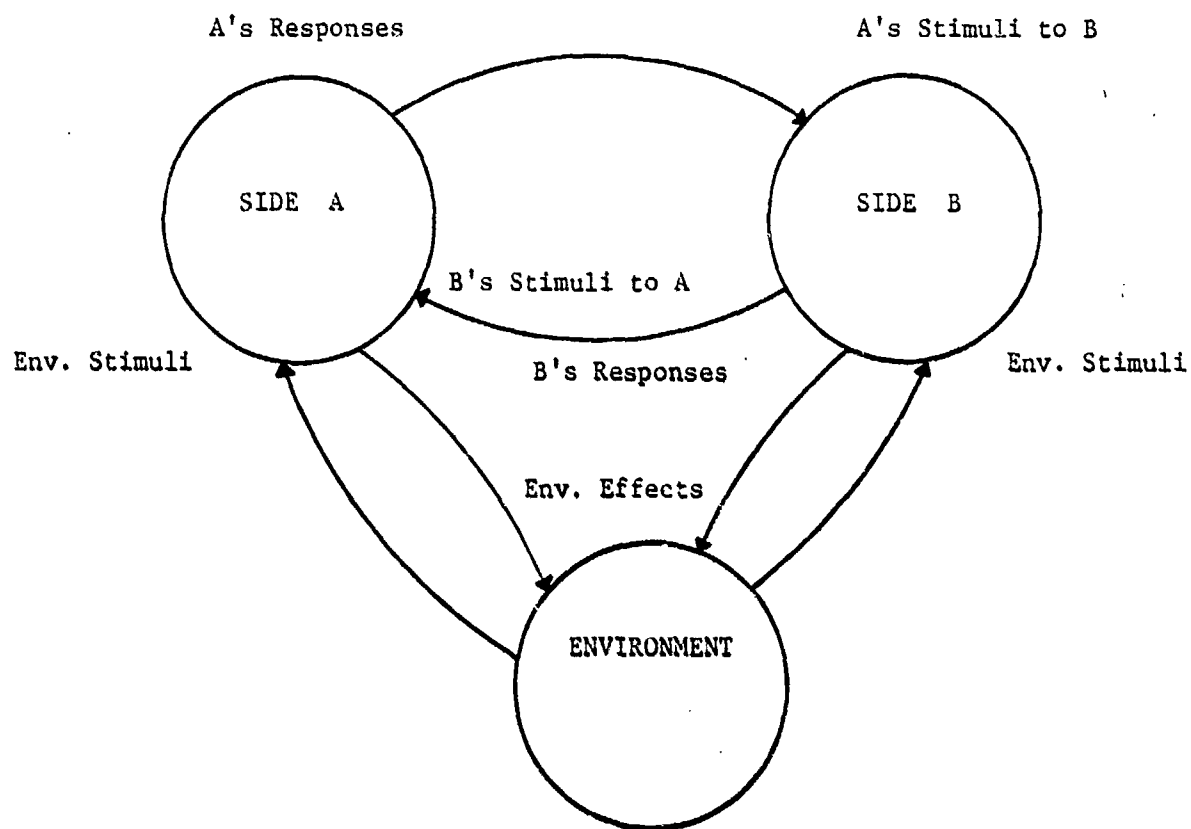 A's Responses
A's Stimuli to B
SIDE A
SIDE B
B's Stimuli to A
Env. Stimuli
B's Responses
Env. Stimuli
Env. Effects
ENVIRONMENT